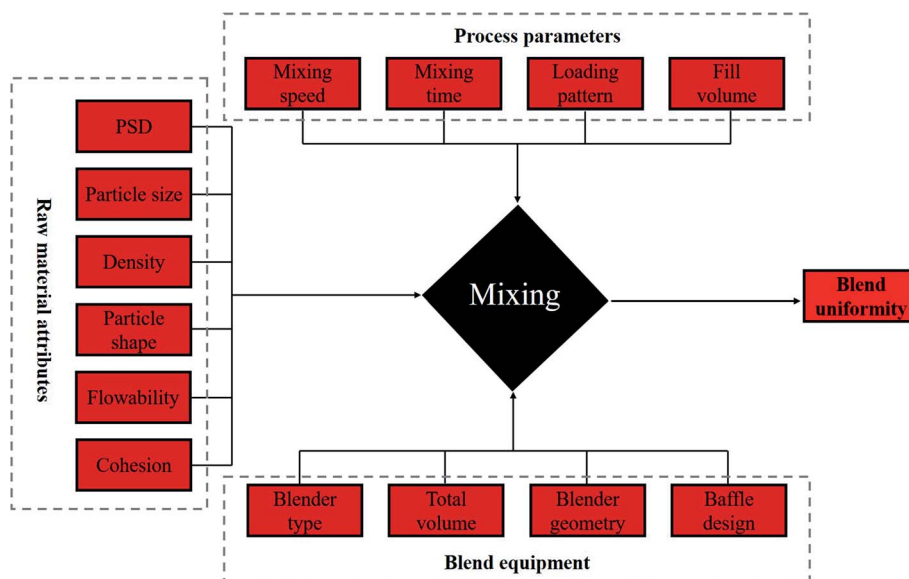 Process parameters
Mixing
speed
Mixing
time
Loading
pattern
Fill
volume
Raw material attributes
PSD
Particle size
Density
Particle
shape
Flowability
Cohesion
Mixing
Blend
uniformity
Blender
type
Total
volume
Blender
geometry
Baffle
design
Blend equipment